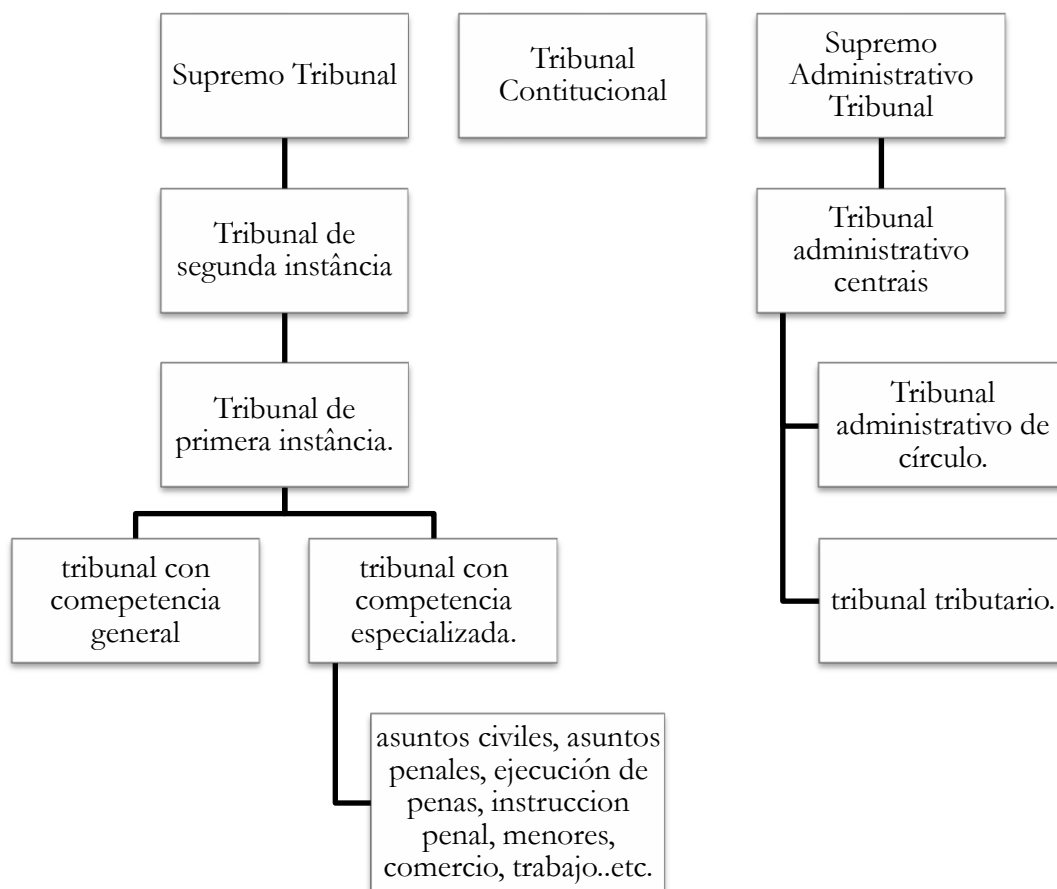 Supremo Tribunal
Tribunal
Contitucional
Supremo
Administrativo
Tribunal
Tribunal de
segunda instância
Tribunal
administrativo
centrais
Tribunal de
primera instância.
Tribunal
administrativo de
círculo.
tribunal con
comepetencia
general
tribunal con
competencia
especializada.
tribunal tributario.
asuntos civiles, asuntos
penales, ejecución de
penas, instruccion
penal, menores,
comercio, trabajo..etc.